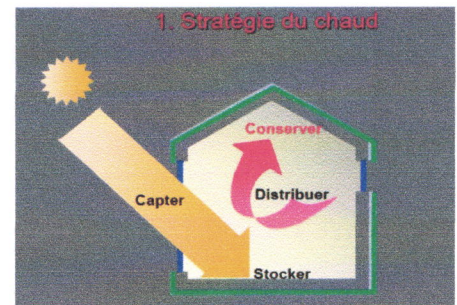 1. Stratégie du chaud
Conserver
Capter
Distribuer
Stocker